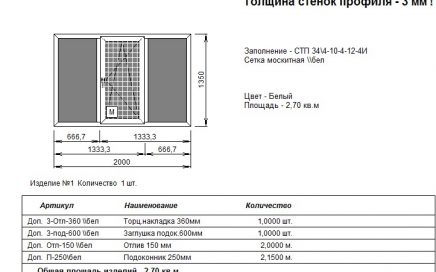 Толщина стенок профиля - 3 мм !
Заполнение - СТП 34\4-10-4-12-4И
Сетка москитная \\бел
Цвет - Белый
Площадь - 2,70 кв.м
1350
М
666,7 1333,3
1333,3 666,7
2000
Изделие №1 Количество 1 шт.
Артикул Наименование Количество
Доп. 3-Отл-360 \\бел Торц.накладка 360мм 1,0000 шт.
Доп. 3-под-600 \\бел Заглушка подок.600мм 1,0000 шт.
Доп. Отл-150 \\бел Отлив 150 мм 2,0000 м.
Доп. П-250\бел Подоконник 250мм 2,1500 м.
Общая площадь изделий 2,70 кв.м